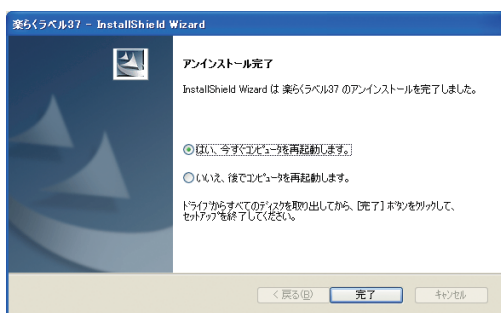 楽らくラベル37 - InstallShield Wizard
アンインストール完了
InstallShield Wizard は 楽らくラベル37 のアンインストールを完了しました。
はい、今すぐコンピュータを再起動します。
いいえ、後でコンピュータを再起動します。
ドライブからすべてのディスクを取り出してから、[完了] ボタンをクリックして、
セットアップを終了してください。
< 戻る(B)
完了
キャンセル